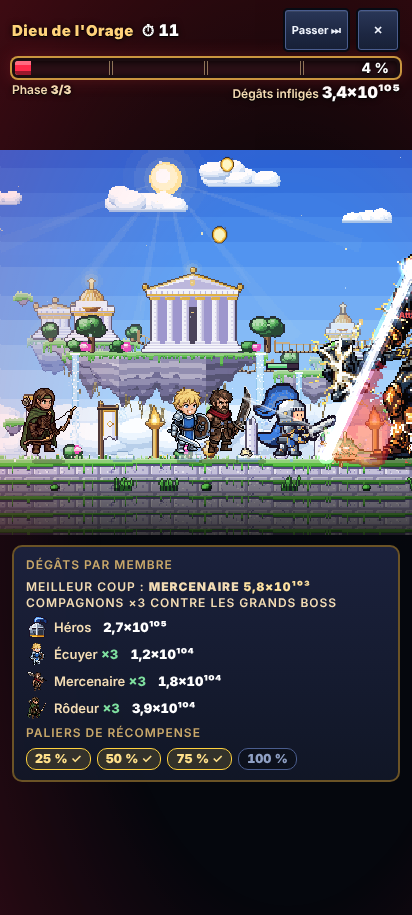 Dieu de l'Orage ⏱ 11
Passer ⏭
✕
4 %
Phase 3/3
Dégâts infligés 3,4×10¹⁰⁵
DÉGÂTS PAR MEMBRE
MEILLEUR COUP : MERCENAIRE 5,8×10¹⁰³
COMPAGNONS ×3 CONTRE LES GRANDS BOSS
Héros 2,7×10¹⁰⁵
Écuyer ×3 1,2×10¹⁰⁴
Mercenaire ×3 1,8×10¹⁰⁴
Rôdeur ×3 3,9×10¹⁰⁴
PALIERS DE RÉCOMPENSE
25 % ✓ 50 % ✓ 75 % ✓ 100 %